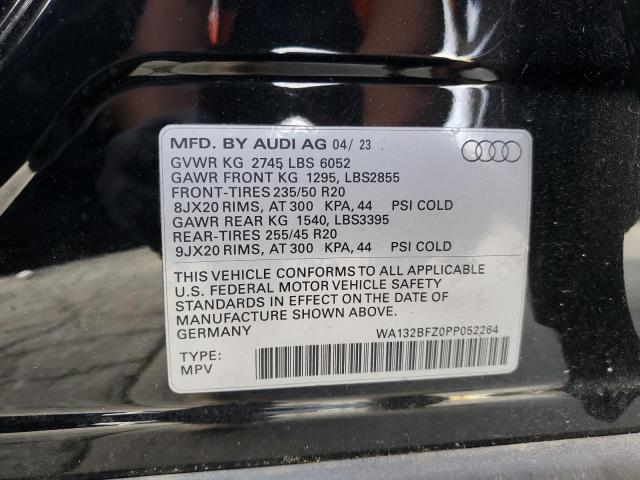 MFD. BY AUDI AG 04/ 23
GVWR KG 2745 LBS 6052
GAWR FRONT KG 1295, LBS2855
FRONT-TIRES 235/50 R20
8JX20 RIMS, AT 300 KPA, 44 PSI COLD
GAWR REAR KG 1540, LBS3395
REAR-TIRES 255/45 R20
9JX20 RIMS, AT 300 KPA, 44 PSI COLD
THIS VEHICLE CONFORMS TO ALL APPLICABLE
U.S. FEDERAL MOTOR VEHICLE SAFETY
STANDARDS IN EFFECT ON THE DATE OF
MANUFACTURE SHOWN ABOVE.
GERMANY WA132BFZ0PP052264
TYPE:
MPV